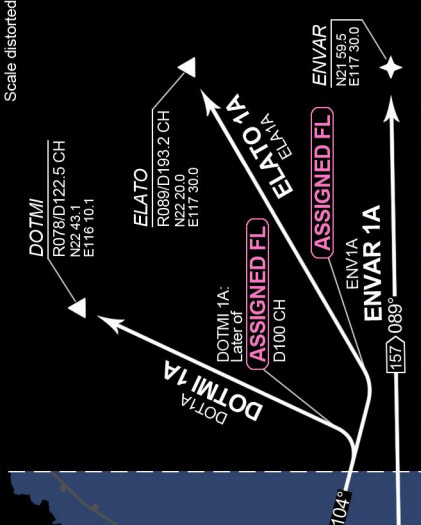 Scale distorted
DOTMI
R078/D122.5 CH
N22 43.1
E116 10.1
ELATO
R089/D193.2 CH
N22 20.0
E117 30.0
ENVAR
N21 59.5
E117 30.0
DOTMI 1A:
Later of
ASSIGNED FL
D100 CH
DOT1A
DOTMI 1A
ELATO 1A
ELA1A
ASSIGNED FL
ENV1A
ENVAR 1A
157 089°
104°